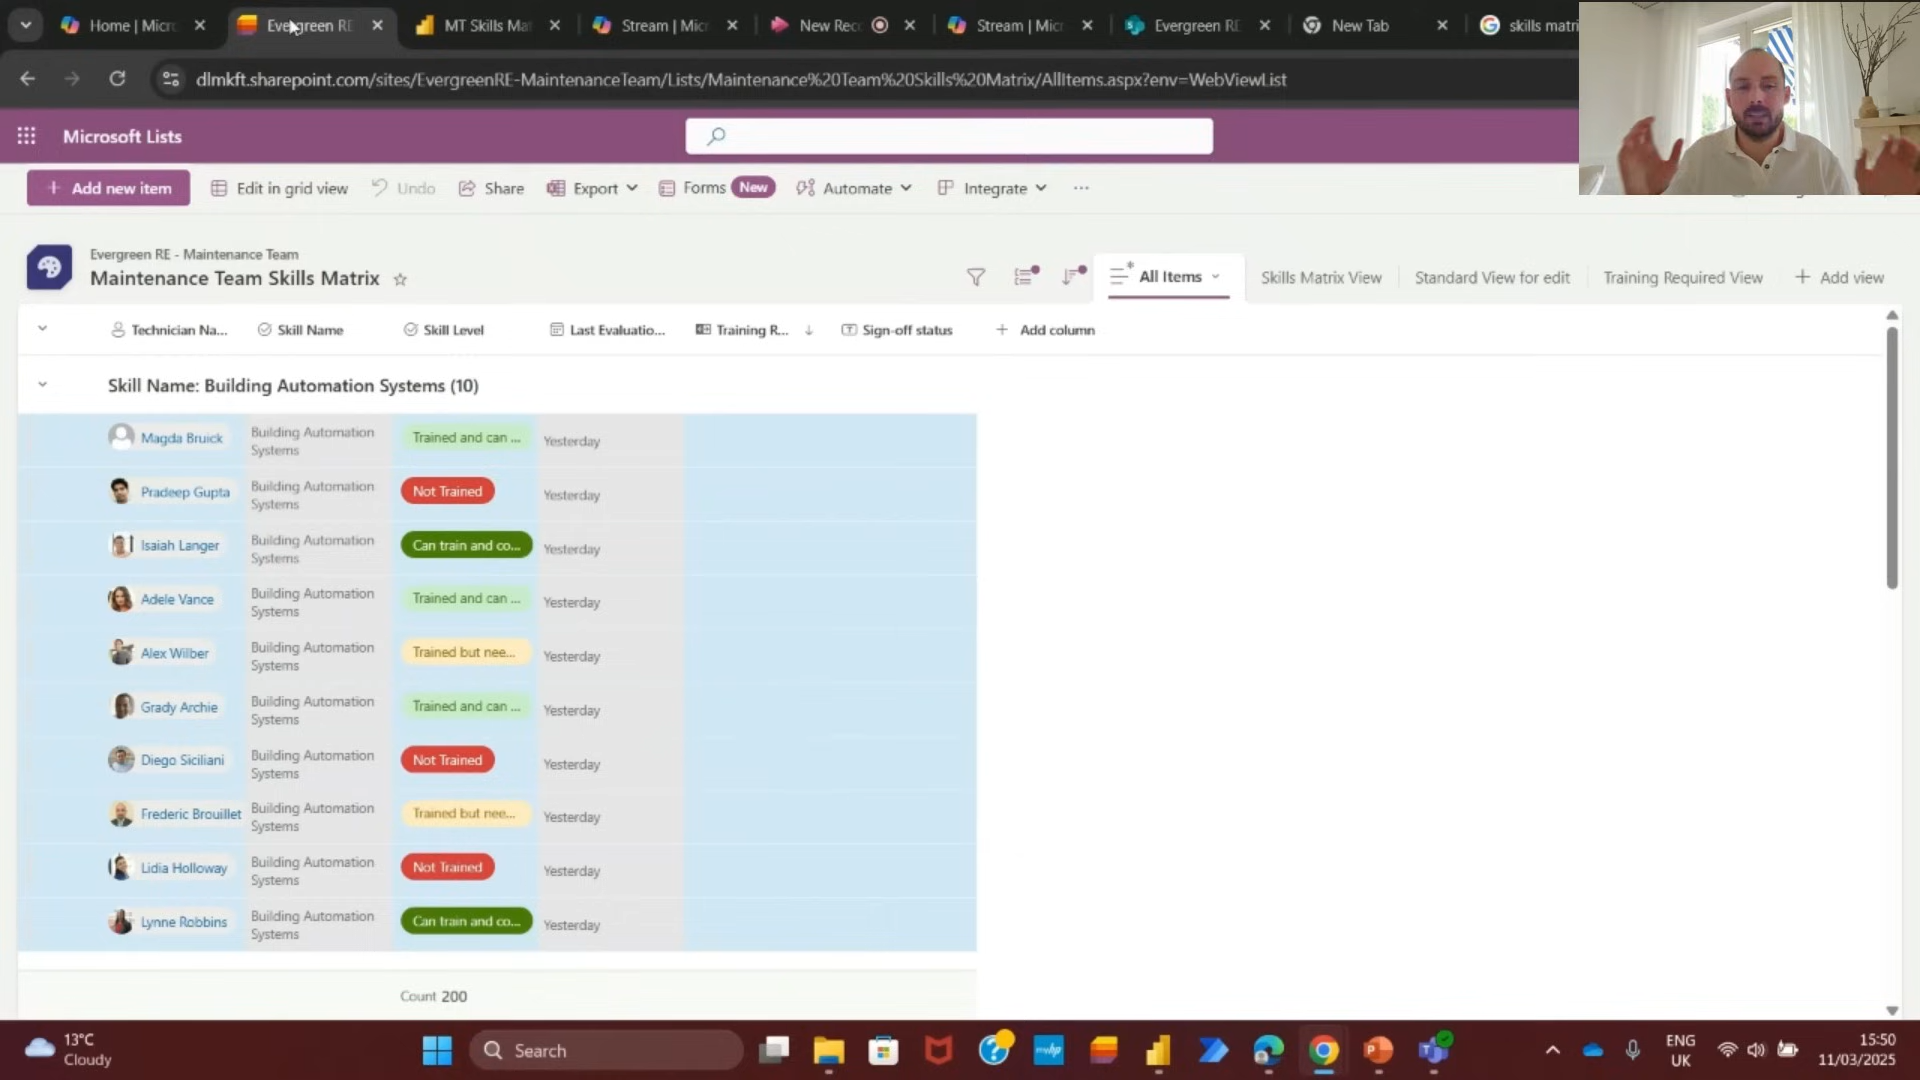 Home | Micr
Evergreen RE
MT Skills Ma
Stream | Micr
New Rec
Stream | Mic
Evergreen RE
New Tab
skills matri
dlmkft.sharepoint.com/sites/EvergreenRE-MaintenanceTeam/Lists/Maintenance%20Team%20Skills%20Matrix/AllItems.aspx?env=WebViewList
Microsoft Lists
Add new item
Edit in grid view
Undo
Share
Export
Forms New
Automate
Integrate
Evergreen RE - Maintenance Team
Maintenance Team Skills Matrix
All Items
Skills Matrix View
Standard View for edit
Training Required View
Add view
Technician Na...
Skill Name
Skill Level
Last Evaluatio...
Training R...
Sign-off status
Add column
Skill Name: Building Automation Systems (10)
Magda Bruick
Building Automation
Systems
Trained and can ...
Yesterday
Pradeep Gupta
Building Automation
Systems
Not Trained
Yesterday
Isaiah Langer
Building Automation
Systems
Can train and co...
Yesterday
Adele Vance
Building Automation
Systems
Trained and can ...
Yesterday
Alex Wilber
Building Automation
Systems
Trained but nee...
Yesterday
Grady Archie
Building Automation
Systems
Trained and can ...
Yesterday
Diego Siciliani
Building Automation
Systems
Not Trained
Yesterday
Frederic Brouillet
Building Automation
Systems
Trained but nee...
Yesterday
Lidia Holloway
Building Automation
Systems
Not Trained
Yesterday
Lynne Robbins
Building Automation
Systems
Can train and co...
Yesterday
Count 200
13°C
Cloudy
Search
myhp
ENG
UK
15:50
11/03/2025